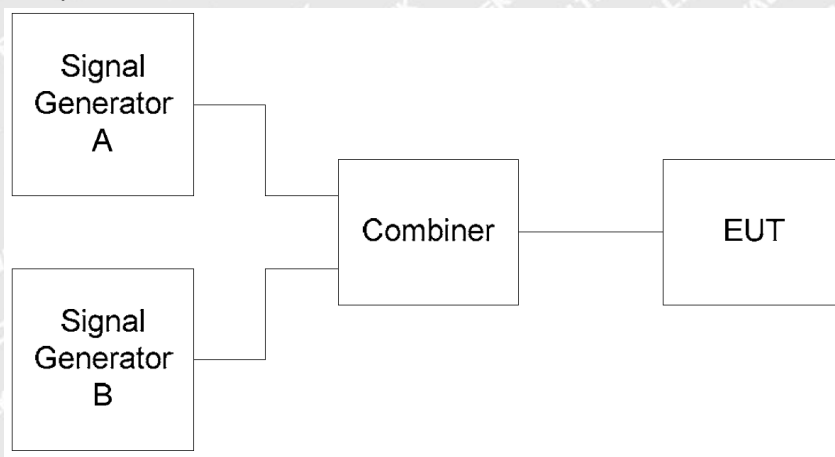 Signal
Generator
A
Combiner
EUT
Signal
Generator
B